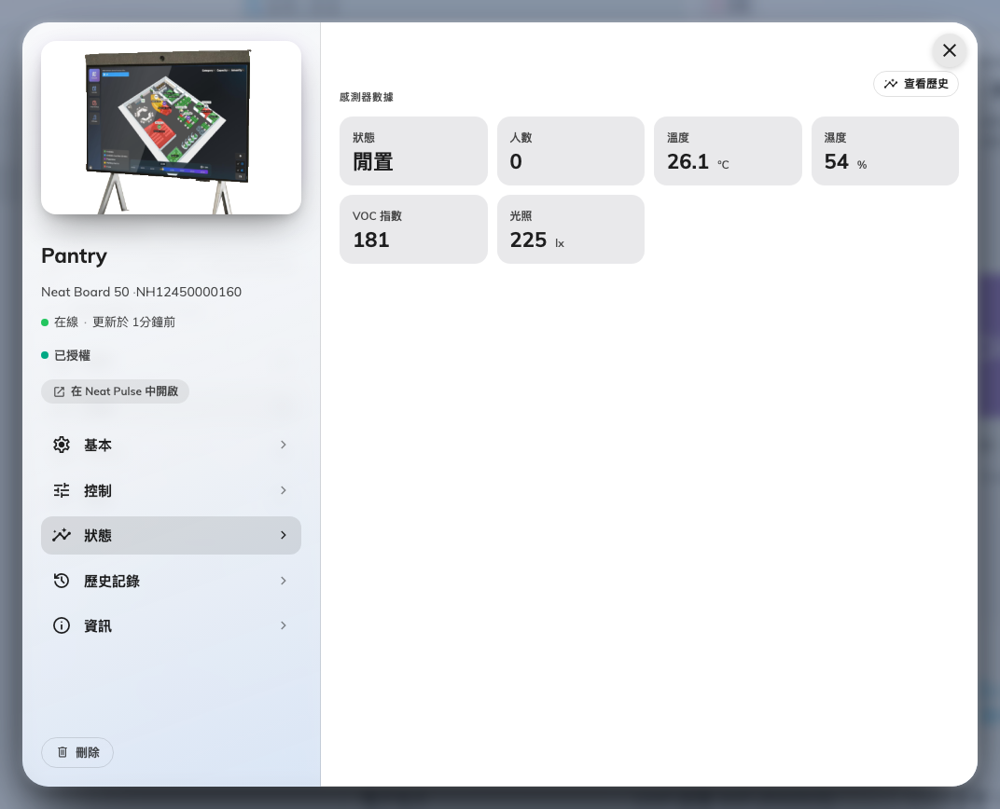 Pantry
Neat Board 50 ·NH12450000160
在線 · 更新於 1分鐘前
已授權
在 Neat Pulse 中開啟
基本
控制
狀態
歷史記錄
資訊
刪除
查看歷史
感測器數據
狀態
閒置
人數
0
溫度
26.1 °C
濕度
54 %
VOC 指數
181
光照
225 lx